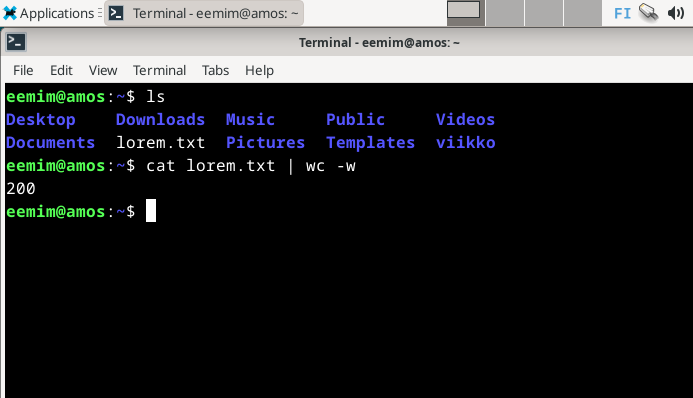 Applications Terminal - eemim@amos: ~ FI
Terminal - eemim@amos: ~
File Edit View Terminal Tabs Help
eemim@amos:~$ ls
Desktop Downloads Music Public Videos
Documents lorem.txt Pictures Templates viikko
eemim@amos:~$ cat lorem.txt | wc -w
200
eemim@amos:~$